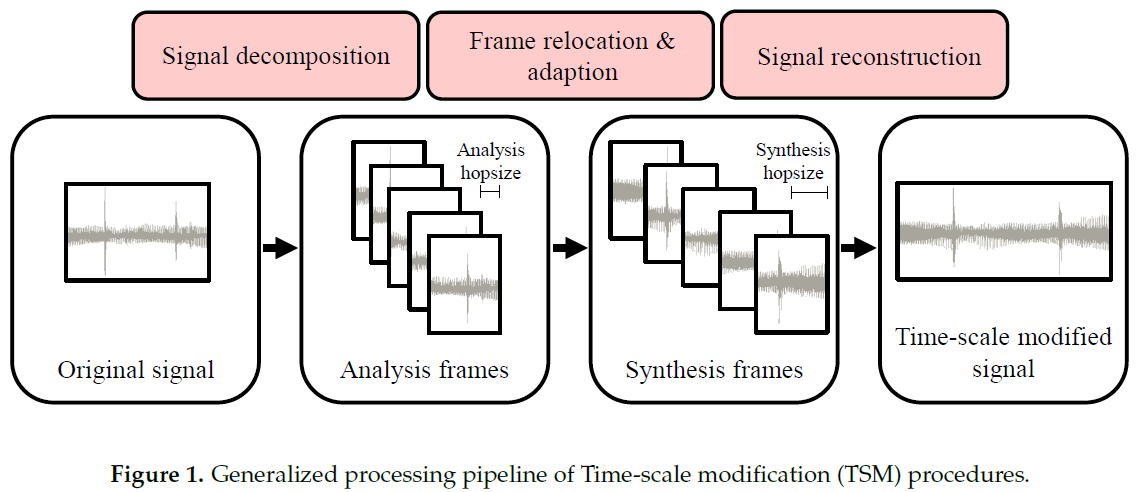 Signal decomposition
Frame relocation &
adaption
Signal reconstruction
Original signal
Analysis
hopsize
Analysis frames
Synthesis
hopsize
Synthesis frames
Time-scale modified
signal
Figure 1. Generalized processing pipeline of Time-scale modification (TSM) procedures.